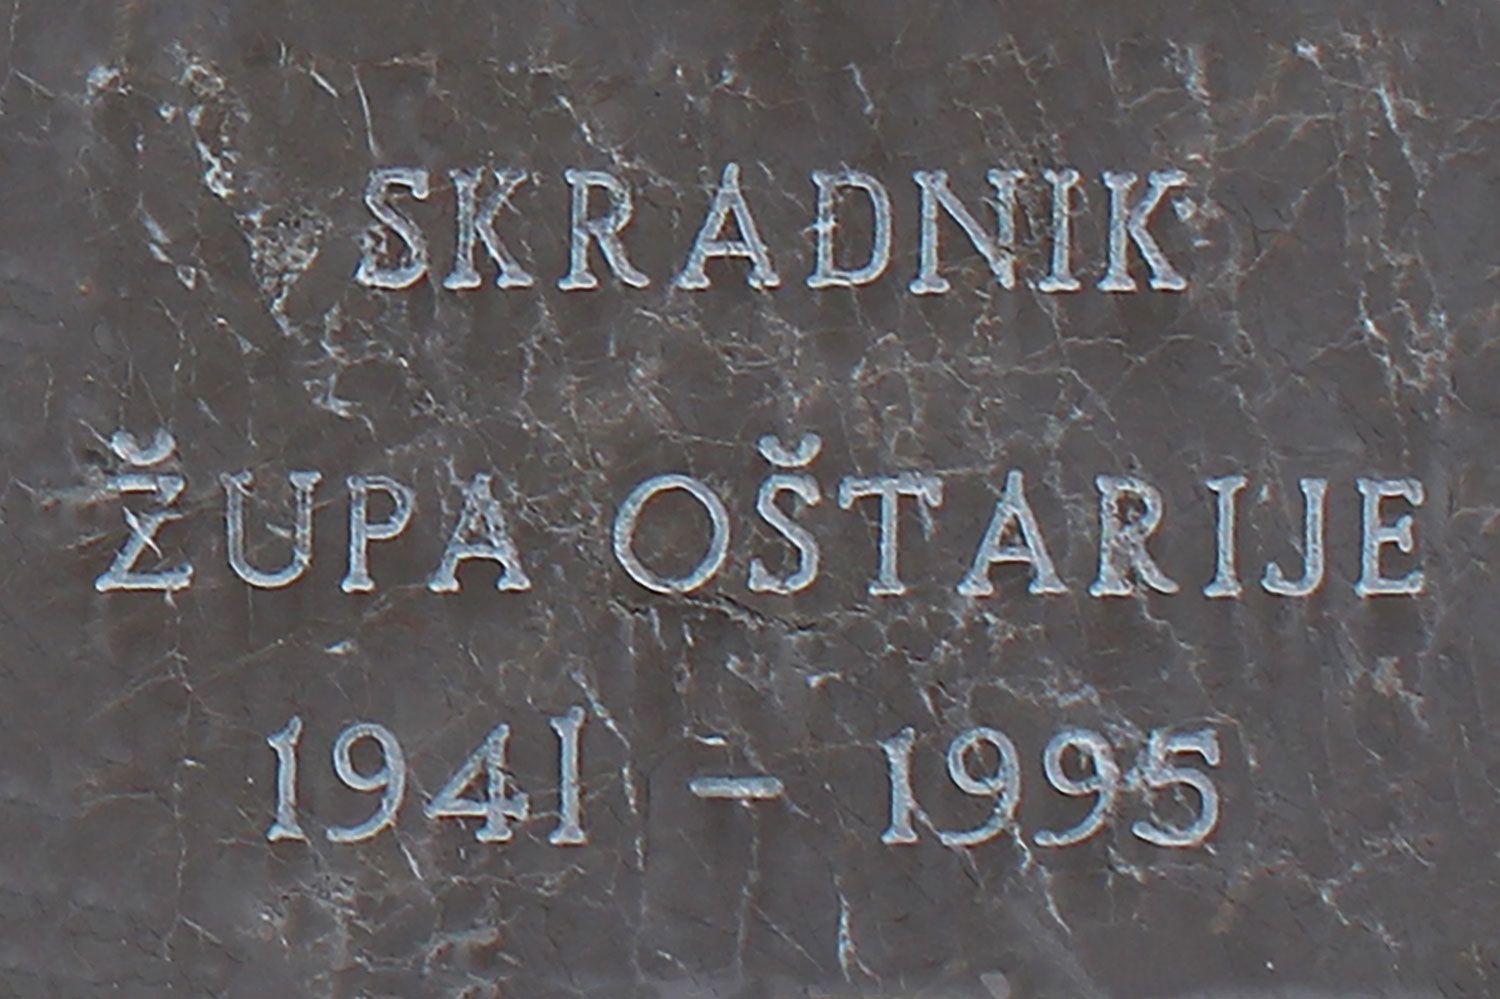 SKRADNIK
ŽUPA OŠTARIJE
1941 - 1995